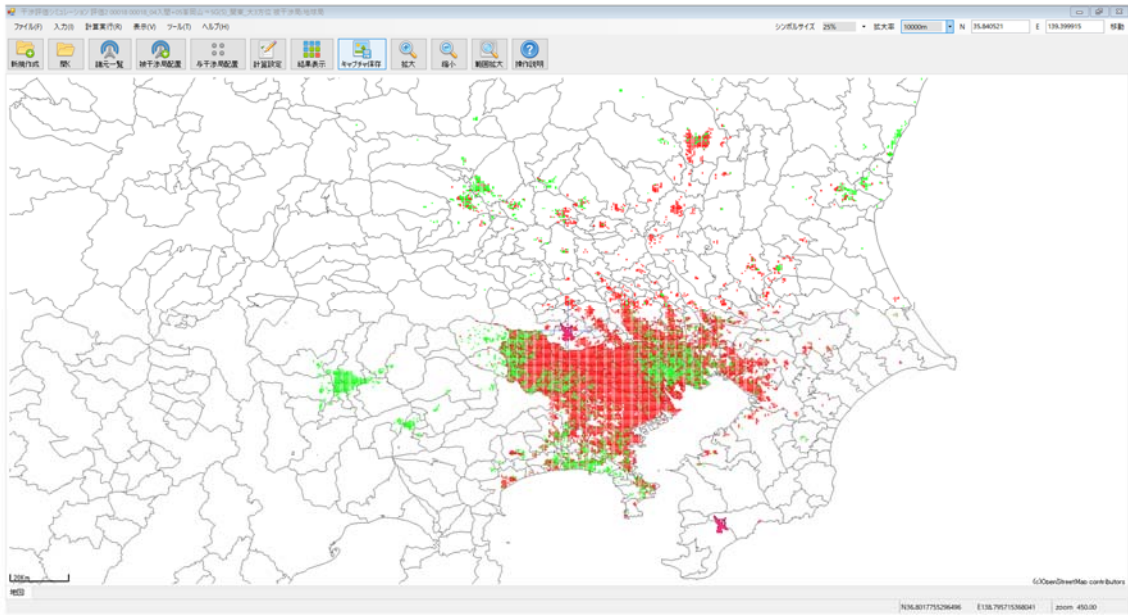 ファイル(F) 入力(I) 計算実行(R) 表示(V) ツール(T) ヘルプ(H)
シンボルサイズ 25% 拡大率 10000m N 35.840521 E 139.399915 移動
新規作成 開く 諸元一覧 被干渉局配置 与干渉局配置 計算設定 結果表示 キャプチャ保存 拡大 縮小 範囲拡大 操作説明
(c)OpenStreetMap contributors
地図
N36.8017755296496 E138.795715368041 zoom 450.00